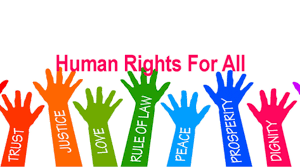 Human Rights For All
TRUST
JUSTICE
LOVE
RULE OF LAW
PEACE
PROSPERITY
DIGNITY